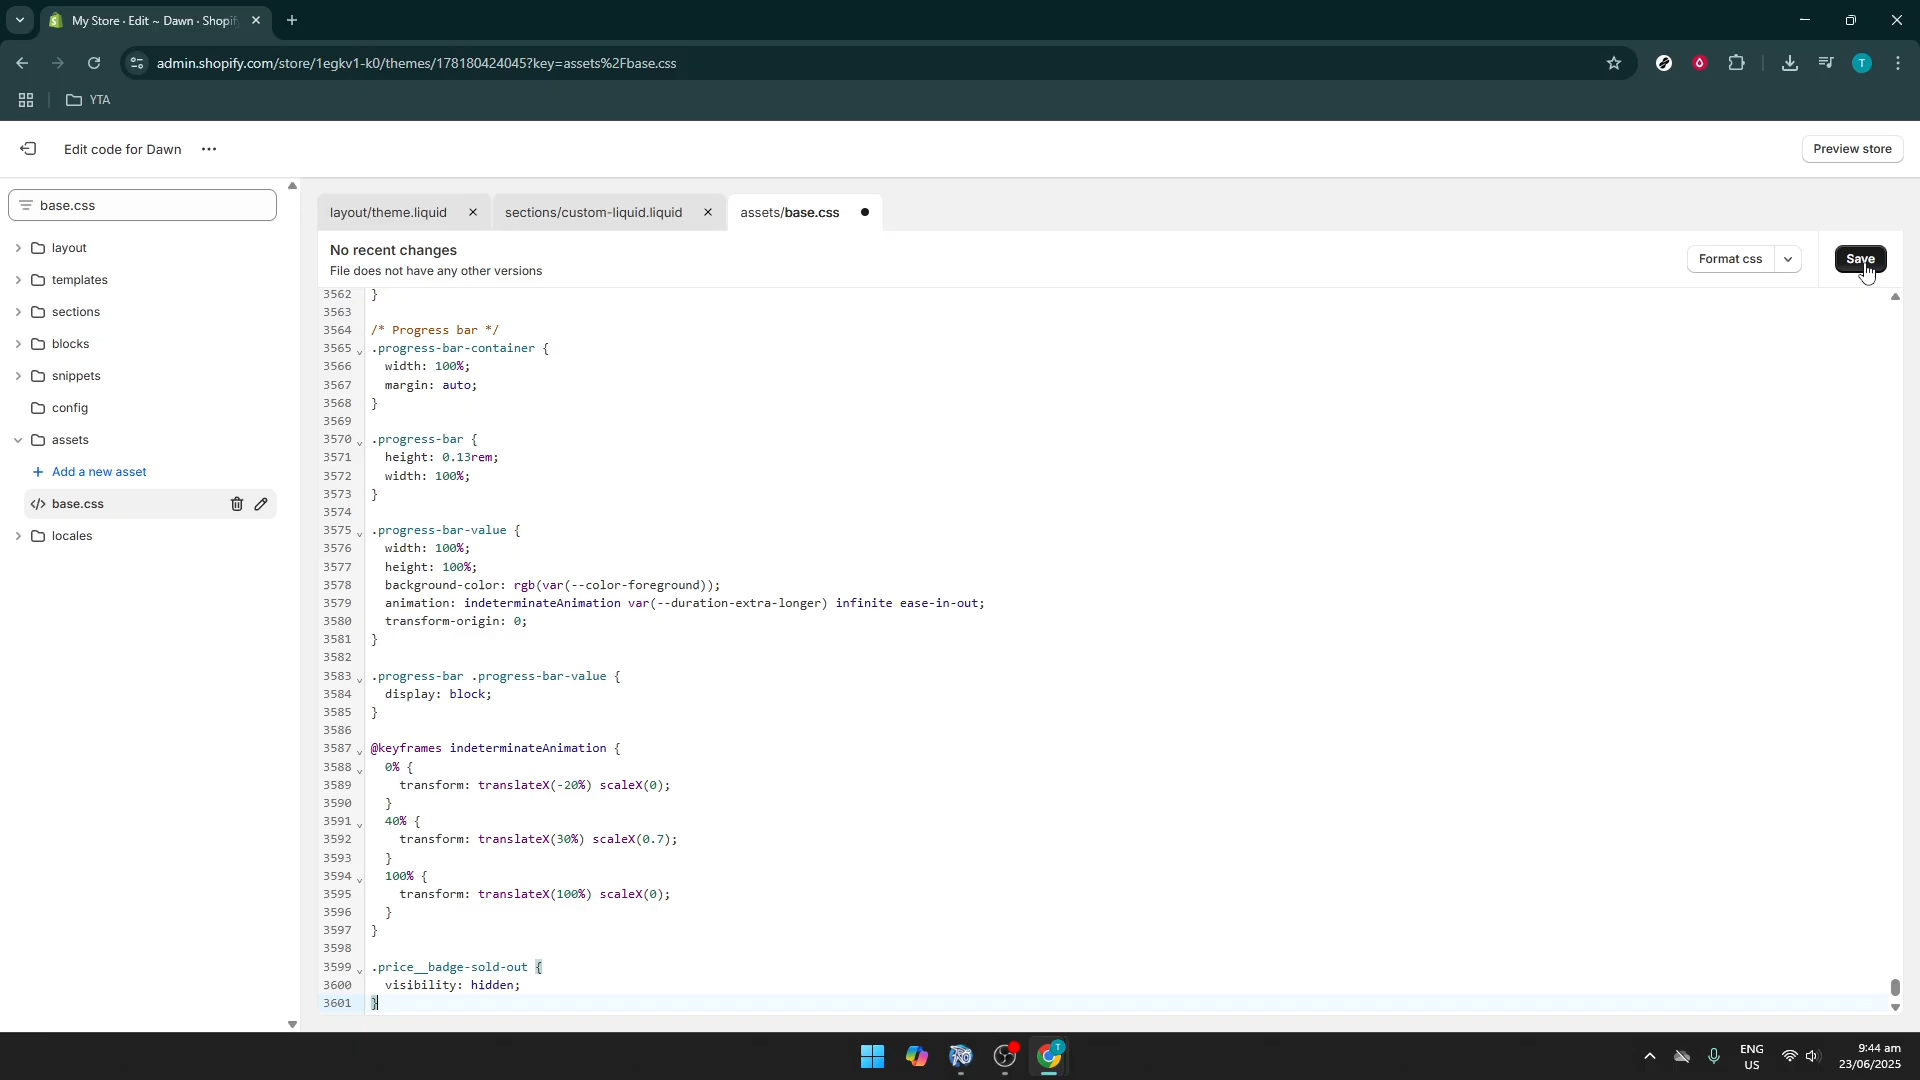 My Store · Edit ~ Dawn · Shopif
admin.shopify.com/store/1egkv1-k0/themes/178180424045?key=assets%2Fbase.css
T
YTA
Edit code for Dawn
Preview store
base.css
layout
templates
sections
blocks
snippets
config
assets
Add a new asset
base.css
locales
layout/theme.liquid
sections/custom-liquid.liquid
assets/base.css
No recent changes
File does not have any other versions
Format css
Save
3562 }
3563
3564 /* Progress bar */
3565 .progress-bar-container {
3566 width: 100%;
3567 margin: auto;
3568 }
3569
3570 .progress-bar {
3571 height: 0.13rem;
3572 width: 100%;
3573 }
3574
3575 .progress-bar-value {
3576 width: 100%;
3577 height: 100%;
3578 background-color: rgb(var(--color-foreground));
3579 animation: indeterminateAnimation var(--duration-extra-longer) infinite ease-in-out;
3580 transform-origin: 0;
3581 }
3582
3583 .progress-bar .progress-bar-value {
3584 display: block;
3585 }
3586
3587 @keyframes indeterminateAnimation {
3588 0% {
3589 transform: translateX(-20%) scaleX(0);
3590 }
3591 40% {
3592 transform: translateX(30%) scaleX(0.7);
3593 }
3594 100% {
3595 transform: translateX(100%) scaleX(0);
3596 }
3597 }
3598
3599 .price__badge-sold-out {
3600 visibility: hidden;
3601 }
T
ENG
US
9:44 am
23/06/2025